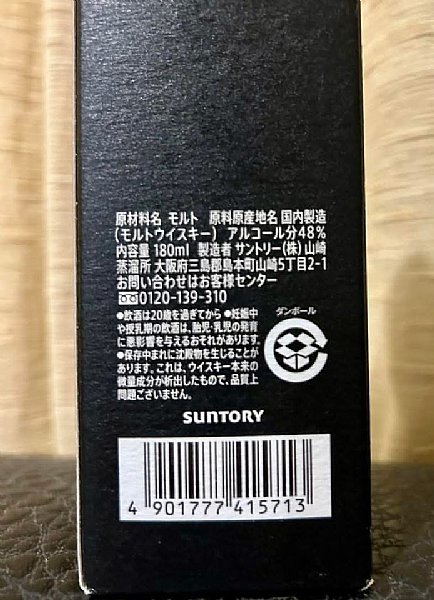 原材料名 モルト 原料原産地名 国内製造
(モルトウイスキー) アルコール分48%
内容量 180ml 製造者 サントリー(株)山崎
蒸溜所 大阪府三島郡島本町山崎5丁目2-1
お問い合わせはお客様センター
0120-139-310
●飲酒は20歳を過ぎてから ●妊娠中
や授乳期の飲酒は、胎児・乳児の発育
に悪影響を与えるおそれがあります。
●保存中まれに沈殿物を生じることが
あります。これは、ウイスキー本来の
微量成分が析出したもので、品質上
問題ございません。
ダンボール
SUNTORY
4 901777 415713